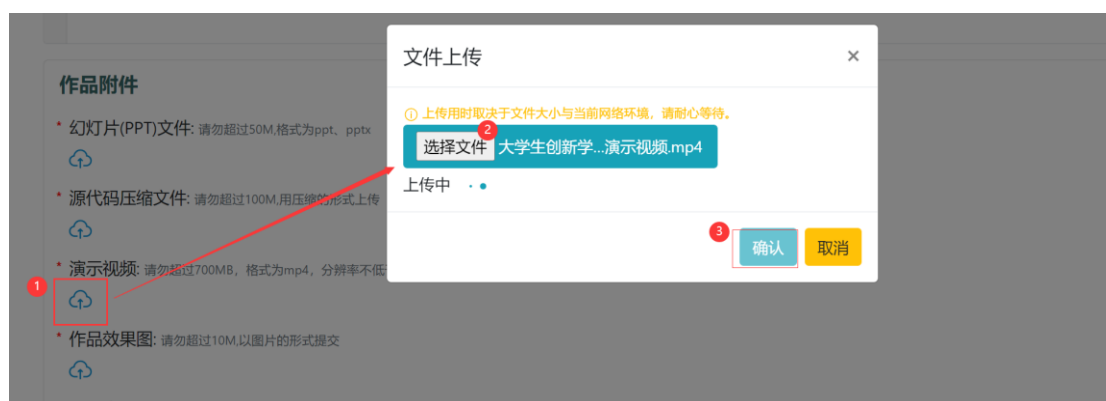 文件上传
×
作品附件
上传用时取决于文件大小与当前网络环境，请耐心等待。
* 幻灯片(PPT)文件: 请勿超过50M,格式为ppt、pptx
2
选择文件 大学生创新学...演示视频.mp4
上传中
* 源代码压缩文件: 请勿超过100M,用压缩的形式上传
3
确认 取消
* 演示视频: 请勿超过700MB，格式为mp4，分辨率不低
1
* 作品效果图: 请勿超过10M,以图片的形式提交